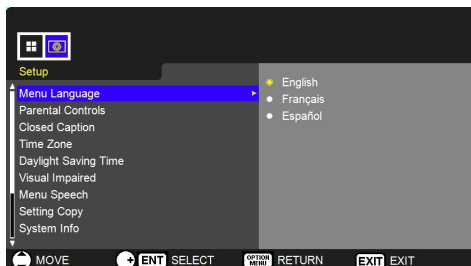 Setup
Menu Language
Parental Controls
Closed Caption
Time Zone
Daylight Saving Time
Visual Impaired
Menu Speech
Setting Copy
System Info
English
Français
Español
MOVE + ENT SELECT OPTION MENU RETURN EXIT EXIT